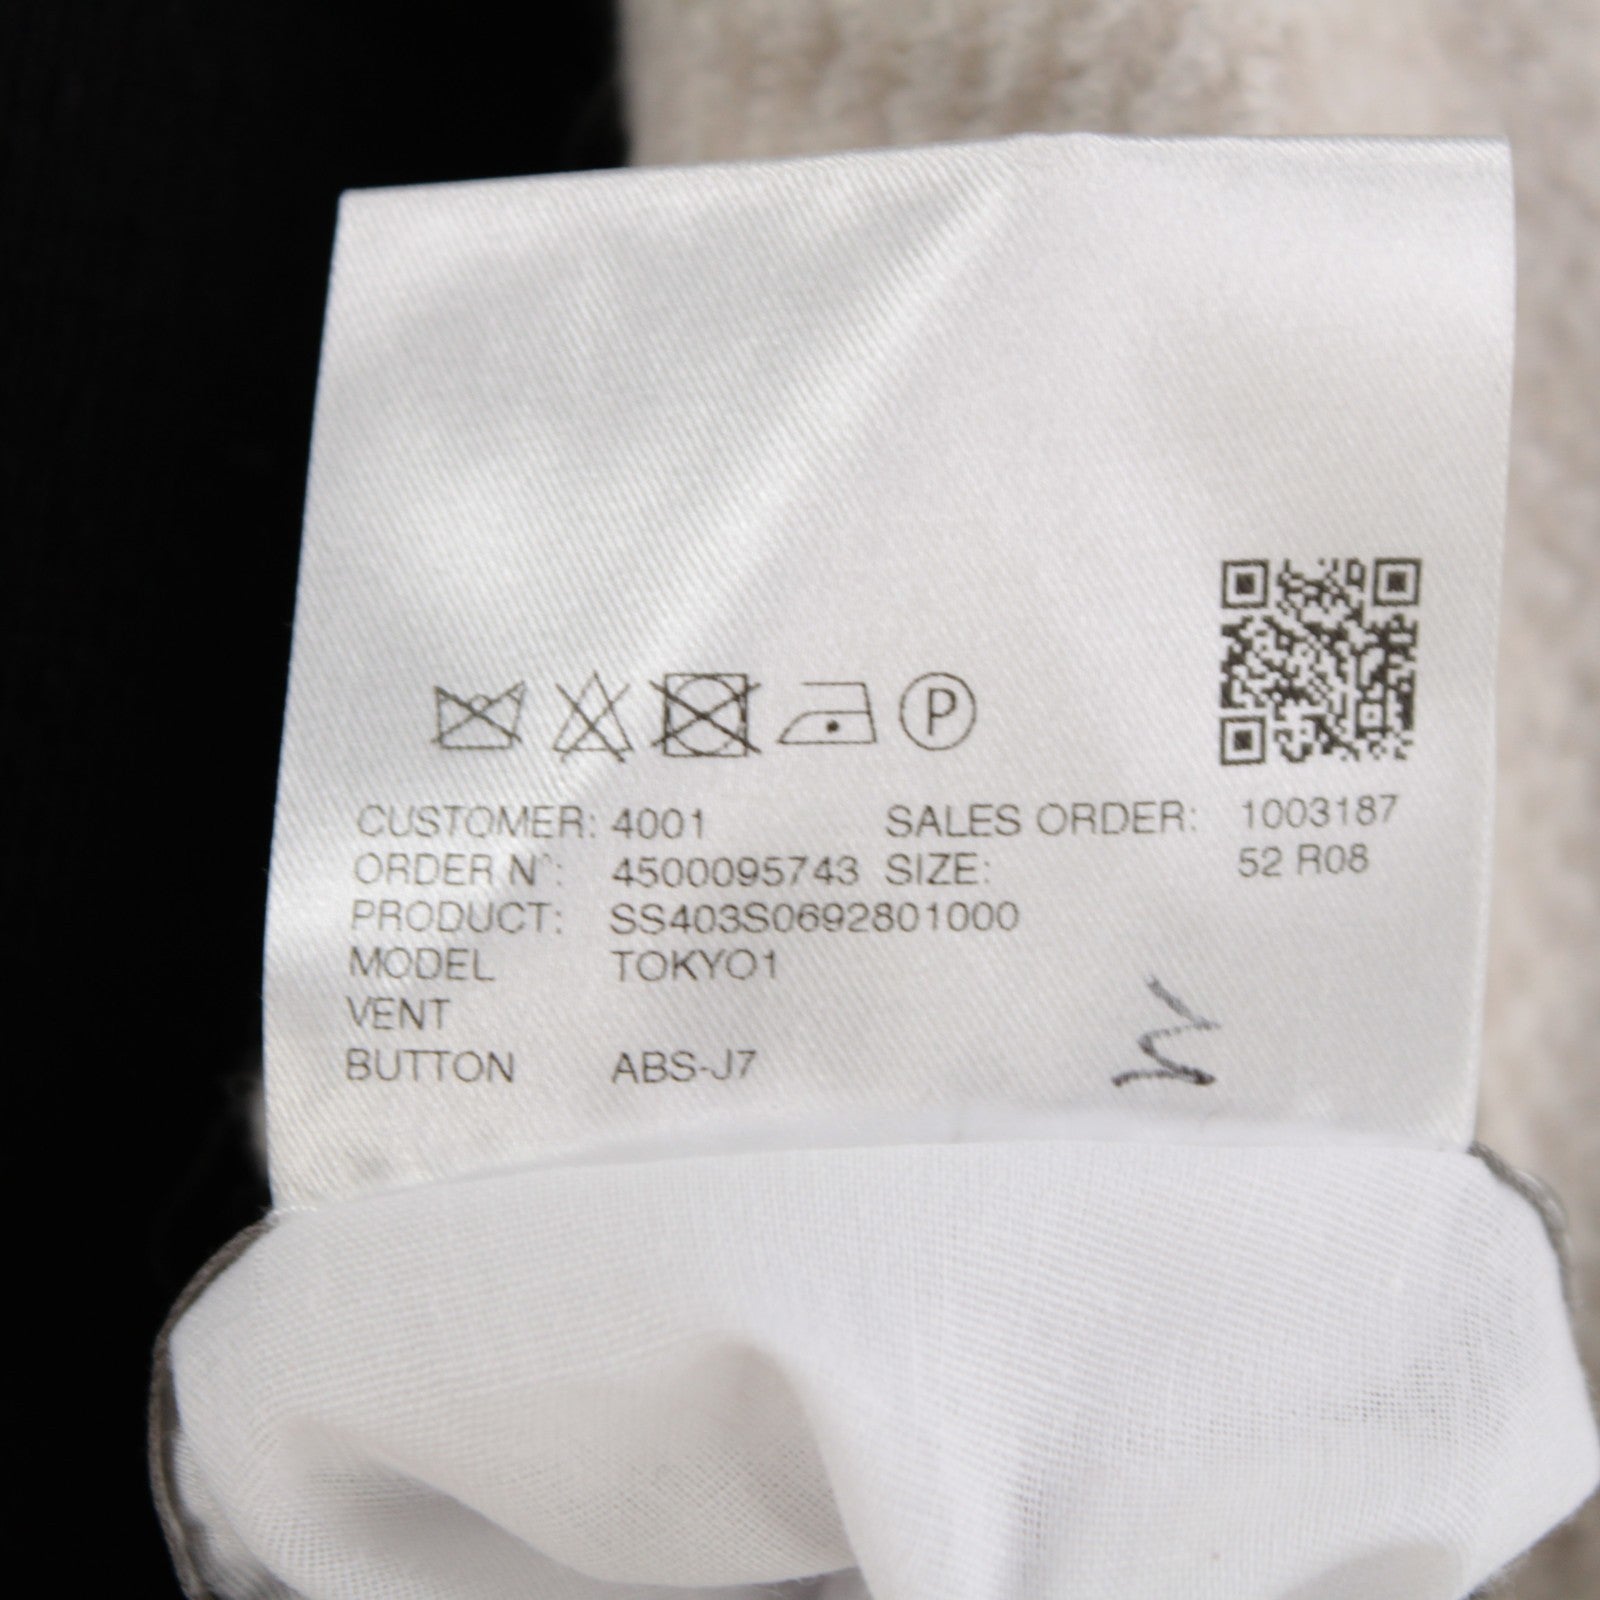 P
CUSTOMER: 4001 SALES ORDER: 1003187
ORDER N°: 4500095743 SIZE: 52 R08
PRODUCT: SS403S0692801000
MODEL TOKYO1
VENT
BUTTON ABS-J7